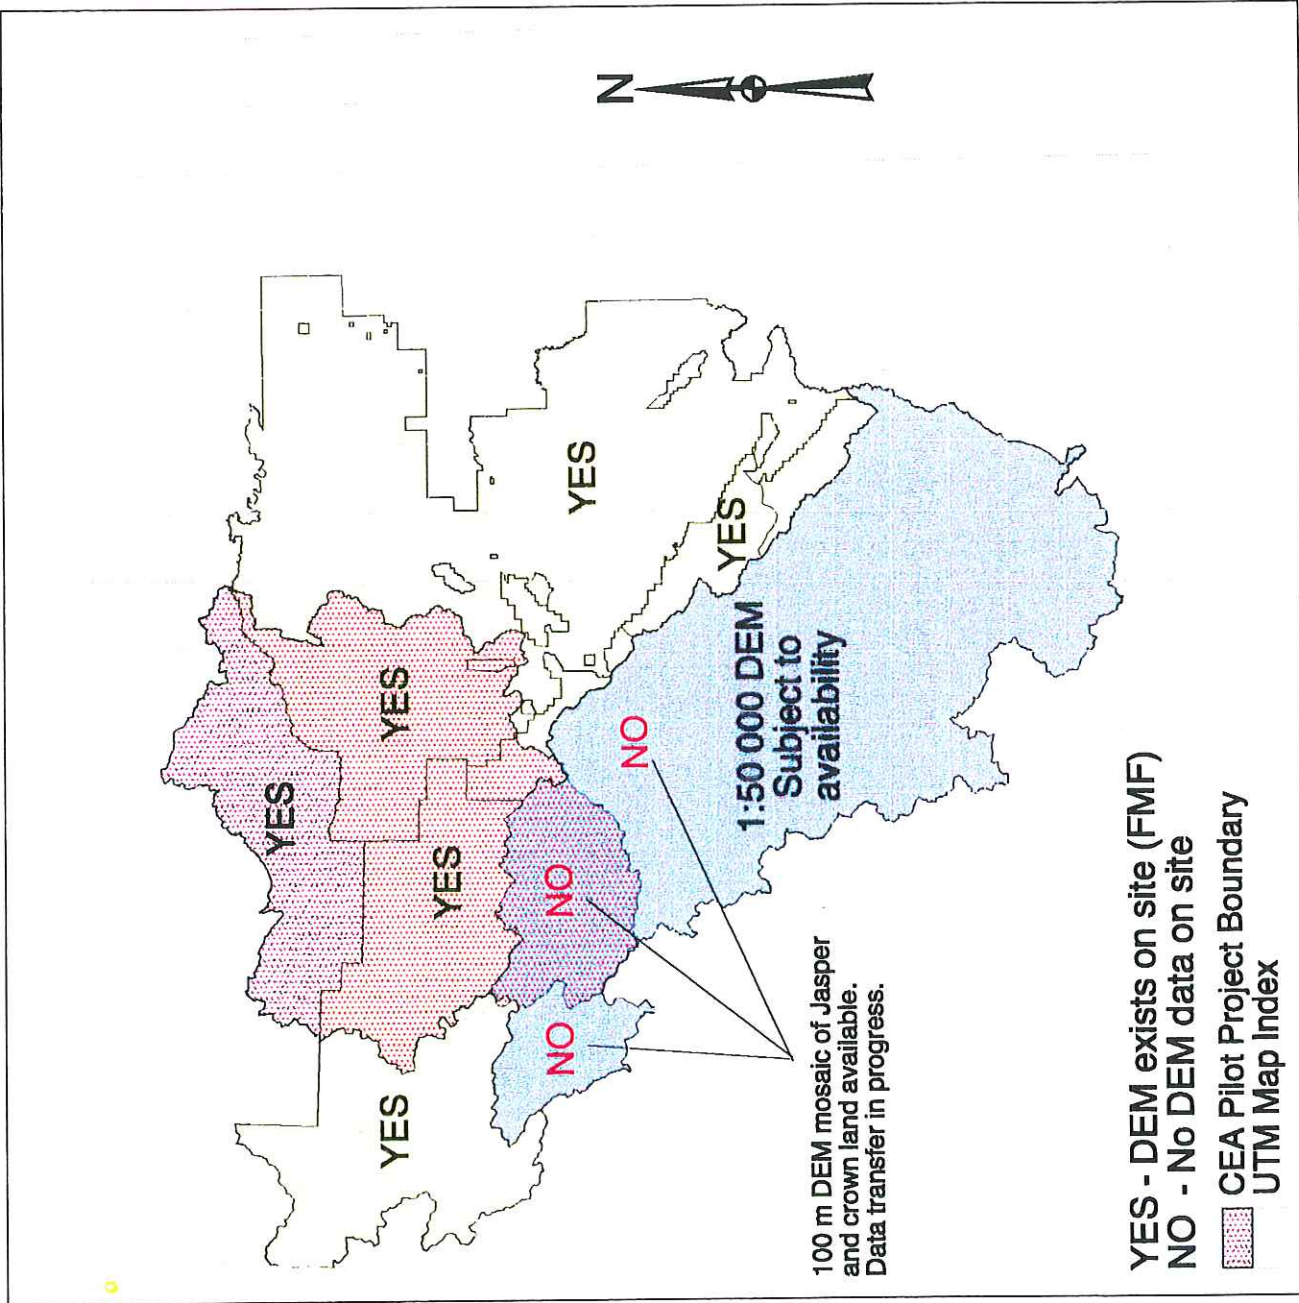 N
YES
YES
YES
YES
YES
YES
NO
NO
NO
1:50 000 DEM
Subject to
availability
100 m DEM mosaic of Jasper
and crown land available.
Data transfer in progress.
YES - DEM exists on site (FMF)
NO - No DEM data on site
CEA Pilot Project Boundary
UTM Map Index